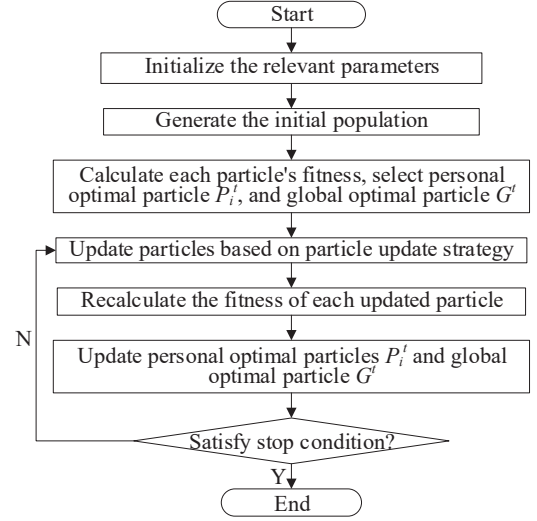 Start
Initialize the relevant parameters
Generate the initial population
Calculate each particle's fitness, select personal
optimal particle P_i^t, and global optimal particle G^t
Update particles based on particle update strategy
Recalculate the fitness of each updated particle
N
Update personal optimal particles P_i^t and global
optimal particle G^t
Satisfy stop condition?
Y
End